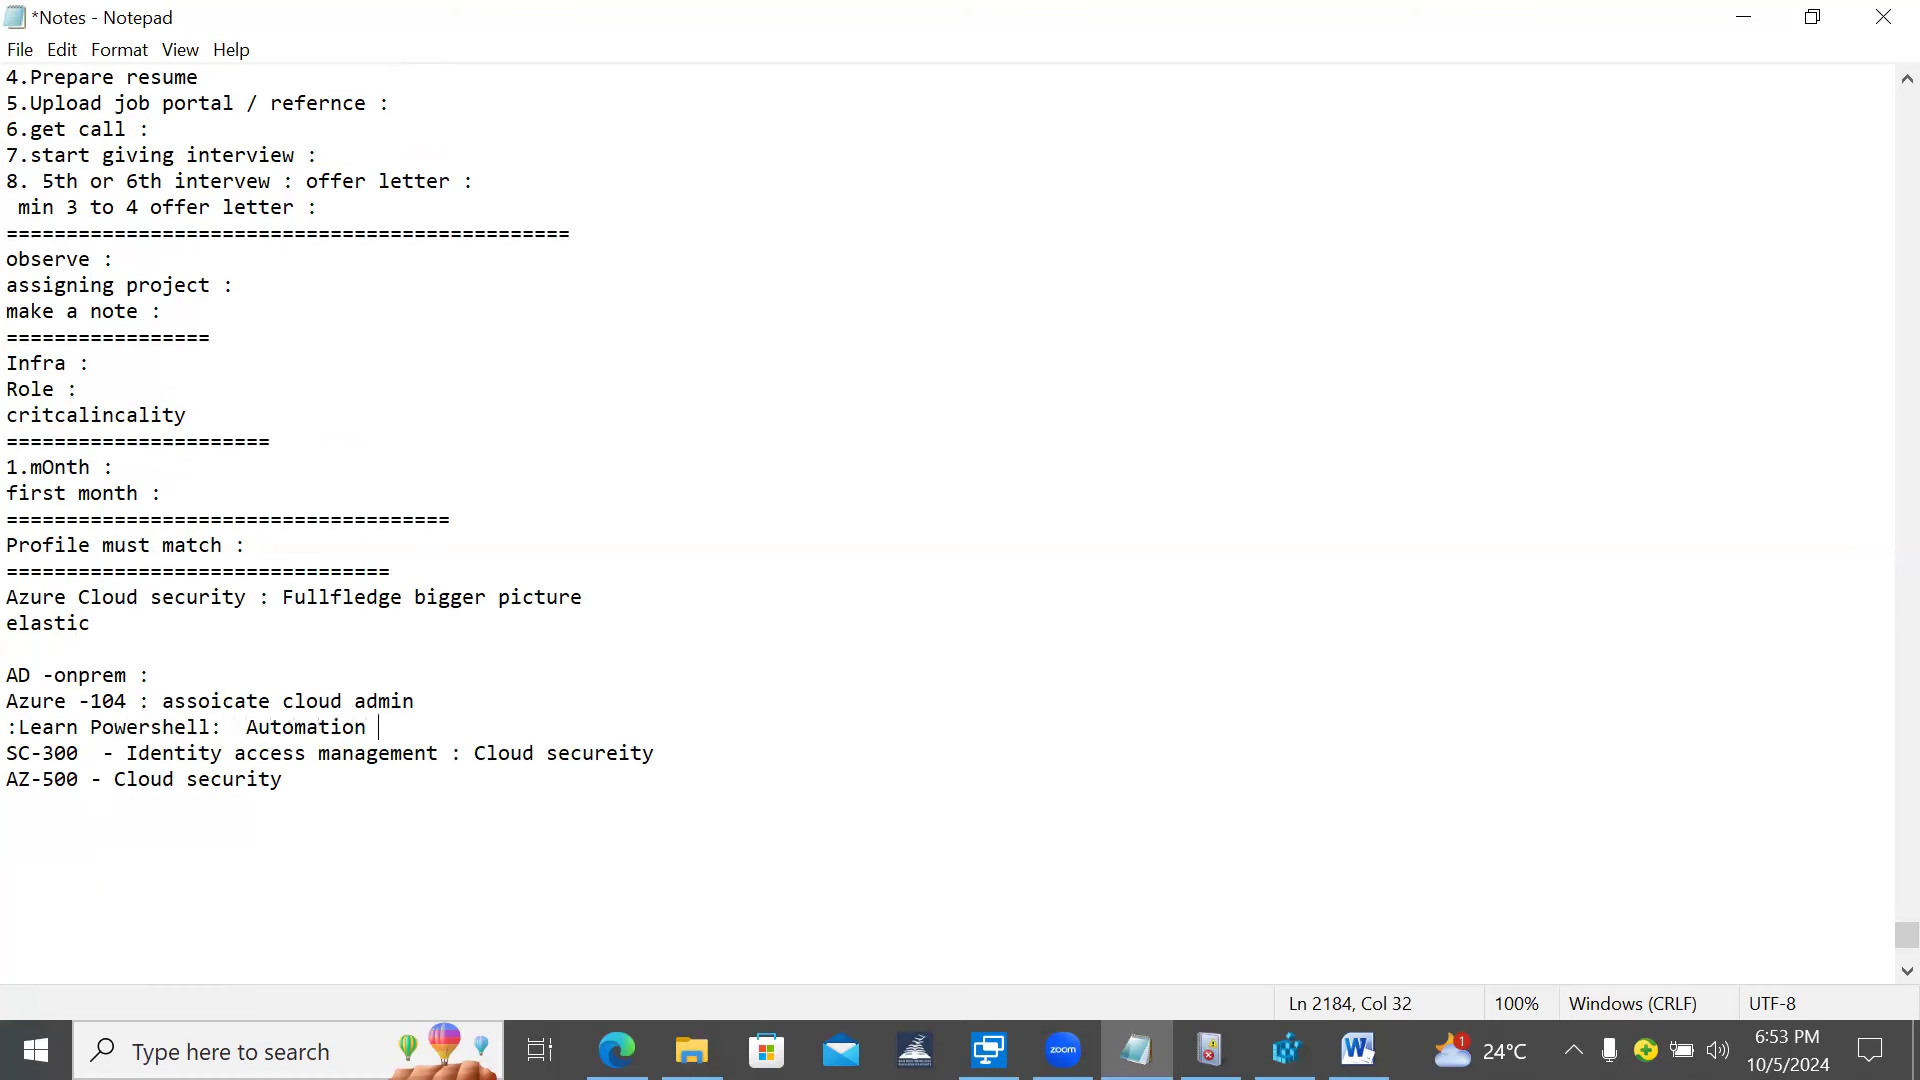 *Notes - Notepad
File Edit Format View Help
4.Prepare resume
5.Upload job portal / refernce :
6.get call :
7.start giving interview :
8. 5th or 6th intervew : offer letter :
min 3 to 4 offer letter :
===============================================
observe :
assigning project :
make a note :
=================
Infra :
Role :
critcalincality
======================
1.mOnth :
first month :
=====================================
Profile must match :
================================
Azure Cloud security : Fullfledge bigger picture
elastic
AD -onprem :
Azure -104 : assoicate cloud admin
:Learn Powershell:  Automation
SC-300  - Identity access management : Cloud secureity
AZ-500 - Cloud security
Ln 2184, Col 32 100% Windows (CRLF) UTF-8
Type here to search zoom 1 24°C 6:53 PM
10/5/2024